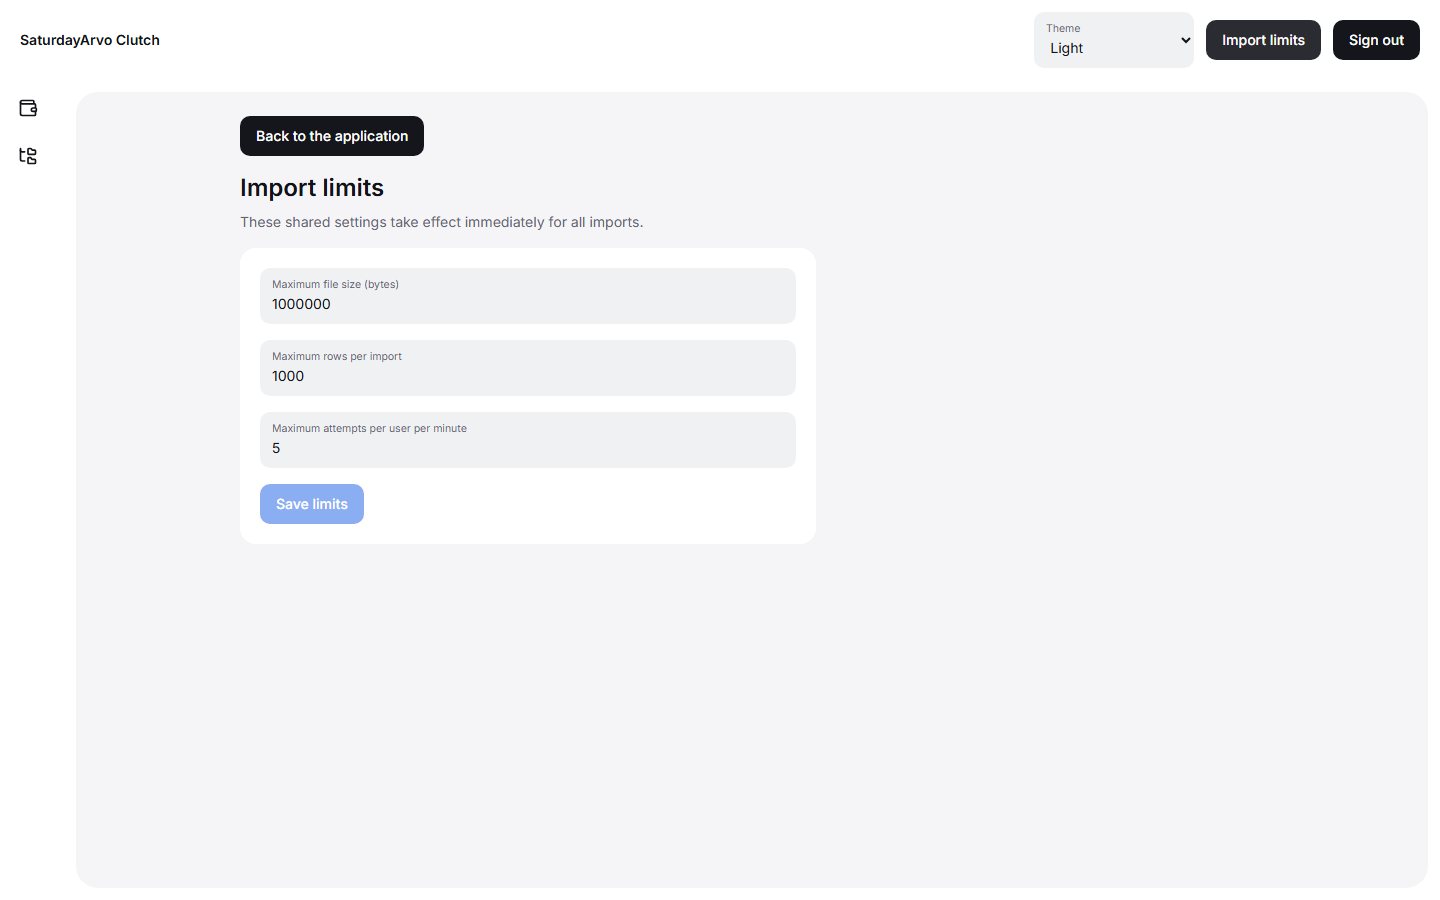 SaturdayArvo Clutch
Theme
Light
Import limits
Sign out
Back to the application
Import limits
These shared settings take effect immediately for all imports.
Maximum file size (bytes)
1000000
Maximum rows per import
1000
Maximum attempts per user per minute
5
Save limits